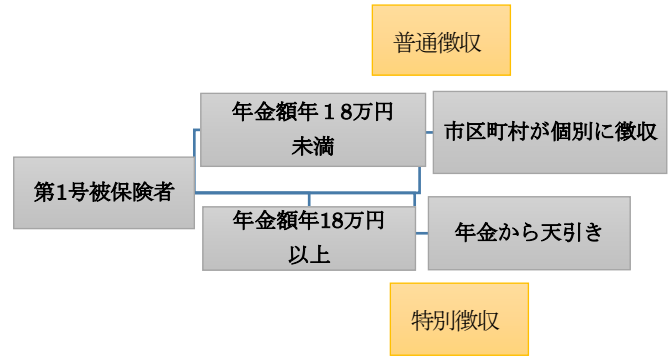 普通徴収
年金額年１8万円
未満
市区町村が個別に徴収
第1号被保険者
年金額年18万円
以上
年金から天引き
特別徴収